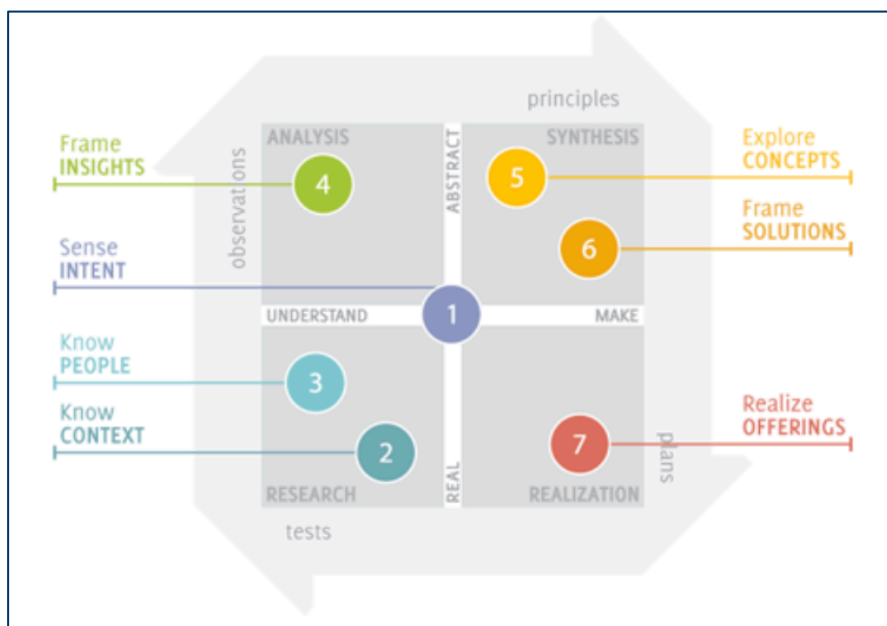 principles
Frame
INSIGHTS
observations
ANALYSIS
4
ABSTRACT
SYNTHESIS
5
Explore
CONCEPTS
6
Frame
SOLUTIONS
Sense
INTENT
UNDERSTAND
1
MAKE
Know
PEOPLE
3
Know
CONTEXT
2
REAL
7
Realize
OFFERINGS
plans
RESEARCH
REALIZATION
tests